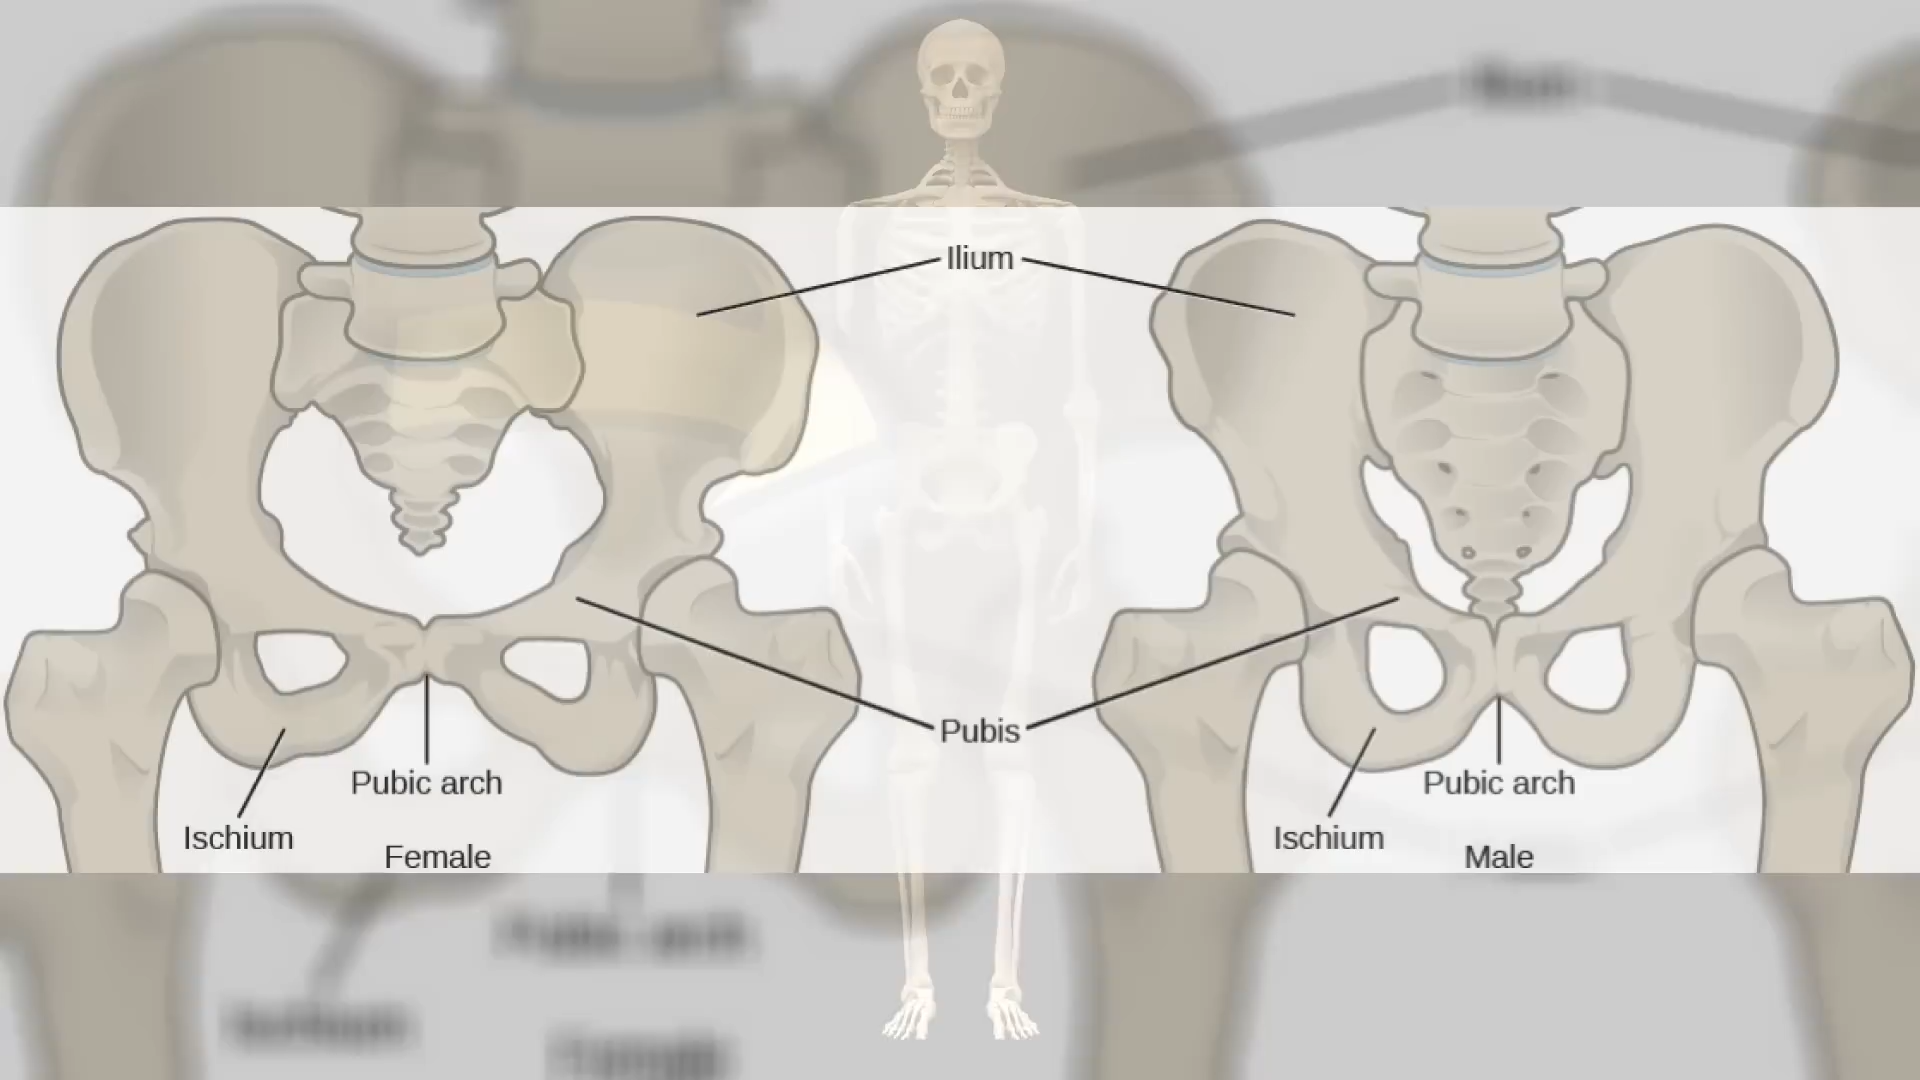 Ilium
Pubis
Pubic arch
Ischium
Female
Pubic arch
Ischium
Male